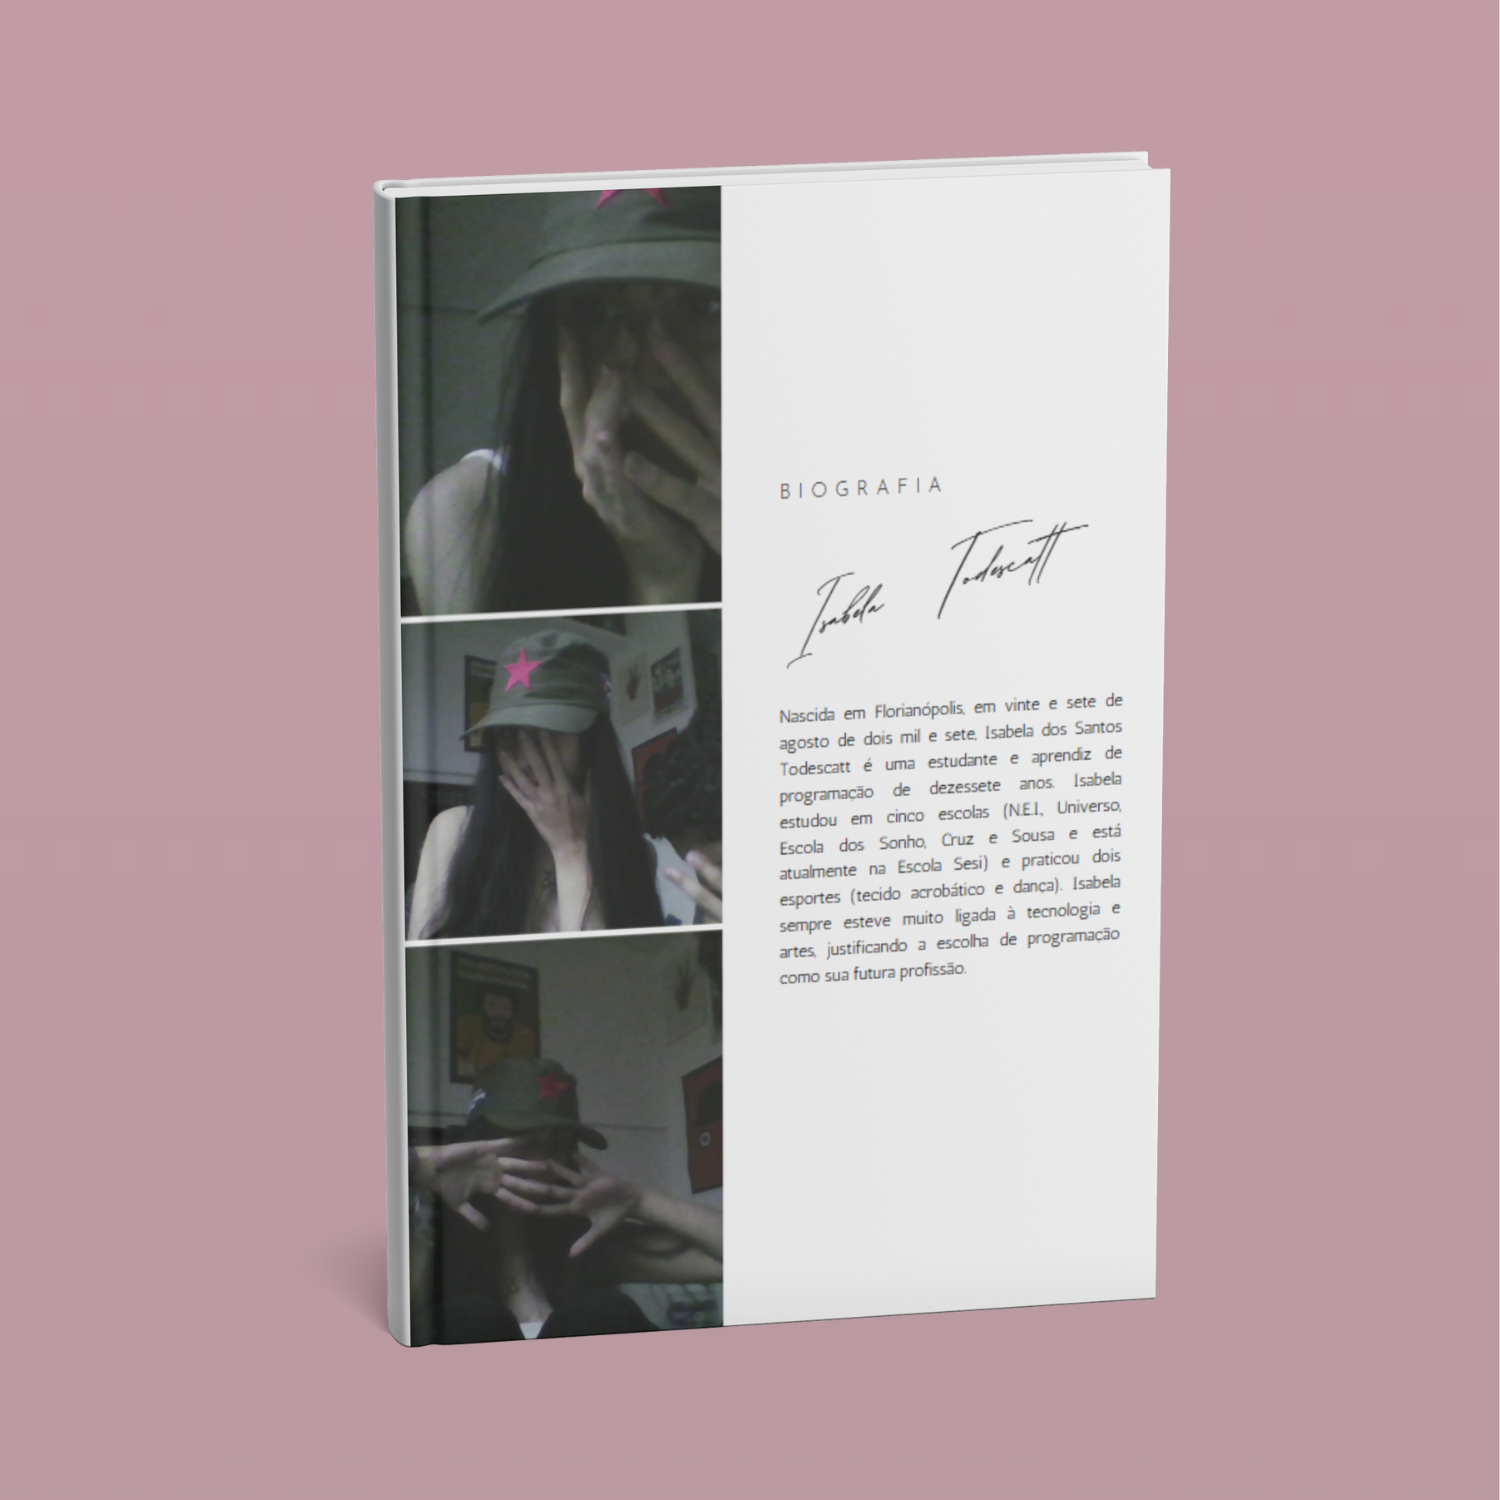 BIOGRAFIA
Isabela Todescatt
Nascida em Florianópolis, em vinte e sete de
agosto de dois mil e sete, Isabela dos Santos
Todescatt é uma estudante e aprendiz de
programação de dezessete anos. Isabela
estudou em cinco escolas (N.E.I., Universo,
Escola dos Sonho, Cruz e Sousa e está
atualmente na Escola Sesi) e praticou dois
esportes (tecido acrobático e dança). Isabela
sempre esteve muito ligada à tecnologia e
artes, justificando a escolha de programação
como sua futura profissão.